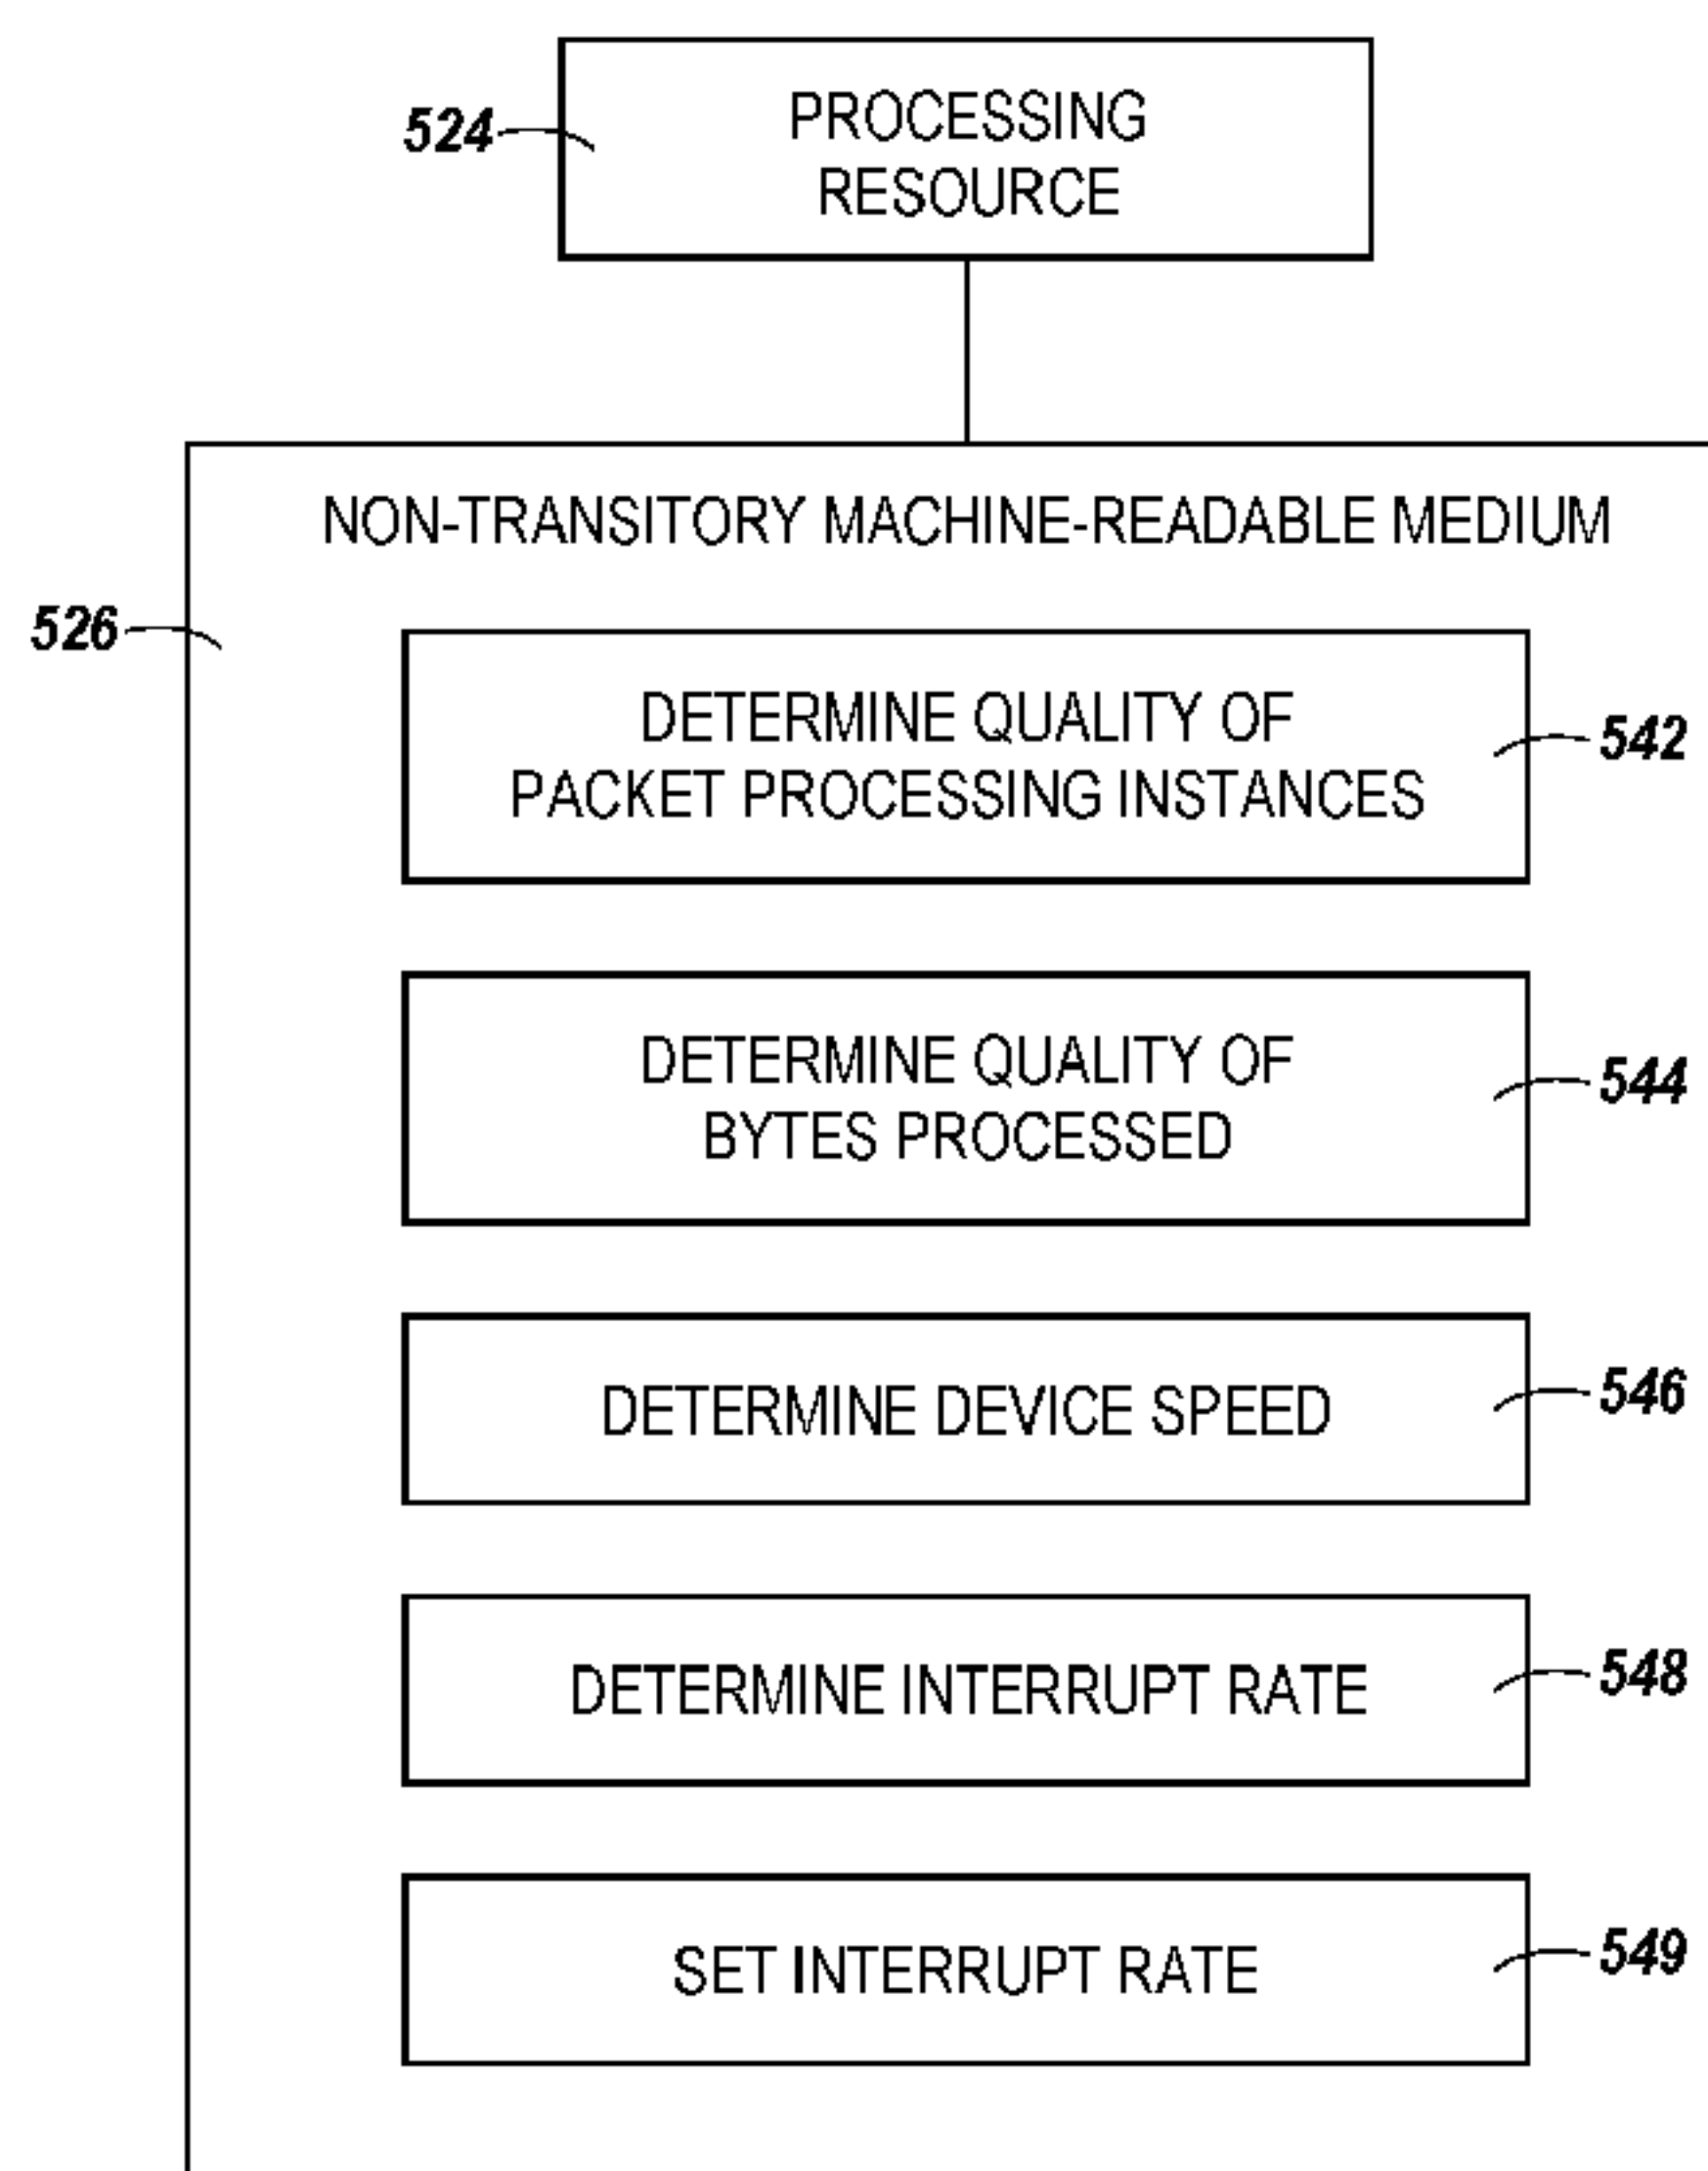 524
PROCESSING
RESOURCE
NON-TRANSITORY MACHINE-READABLE MEDIUM
526
DETERMINE QUALITY OF
PACKET PROCESSING INSTANCES
542
DETERMINE QUALITY OF
BYTES PROCESSED
544
DETERMINE DEVICE SPEED
546
DETERMINE INTERRUPT RATE
548
SET INTERRUPT RATE
549